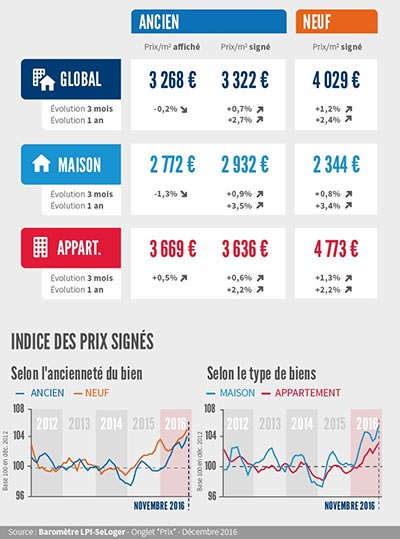 ANCIEN NEUF
Prix/m² affiché Prix/m² signé Prix/m² signé
GLOBAL 3 268 € 3 322 € 4 029 €
Évolution 3 mois -0,2% +0,7% +1,2%
Évolution 1 an +2,7% +2,4%
MAISON 2 772 € 2 932 € 2 344 €
Évolution 3 mois -1,3% +0,9% +0,8%
Évolution 1 an +3,5% +3,4%
APPART. 3 669 € 3 636 € 4 773 €
Évolution 3 mois +0,5% +0,6% +1,3%
Évolution 1 an +2,2% +2,2%
INDICE DES PRIX SIGNÉS
Selon l'ancienneté du bien
ANCIEN NEUF
108
104
100
96
Base 100 en déc. 2012
2012 2013 2014 2015 2016
NOVEMBRE 2016
Selon le type de biens
MAISON APPARTEMENT
108
104
100
96
Base 100 en déc. 2012
2012 2013 2014 2015 2016
NOVEMBRE 2016
Source : Baromètre LPI-SeLoger - Onglet "Prix" - Décembre 2016